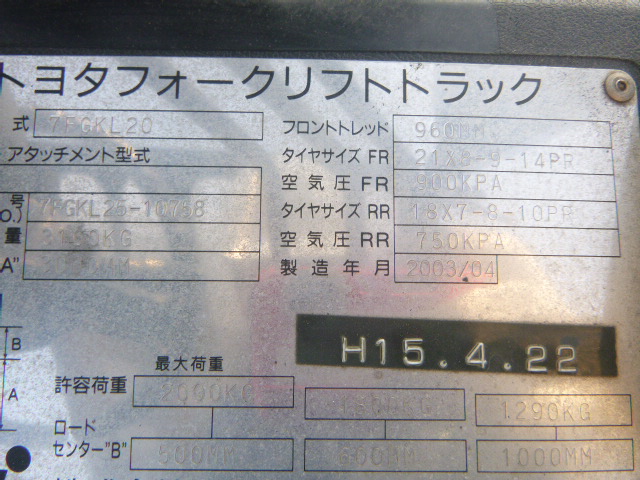 トヨタフォークリフトトラック
式 7FGKL20 フロントトレッド 960MM
アタッチメント型式 タイヤサイズ FR 21X8-9-14PR
空気圧 FR 900KPA
号 7FGKL25-10758 タイヤサイズ RR 18X7-8-10PR
量 空気圧 RR 750KPA
A" 製造年月 2003/04
H15.4.22
B
最大荷重
A 許容荷重 2000KG 1290KG
ロード
センター"B" 500MM 600MM 1000MM